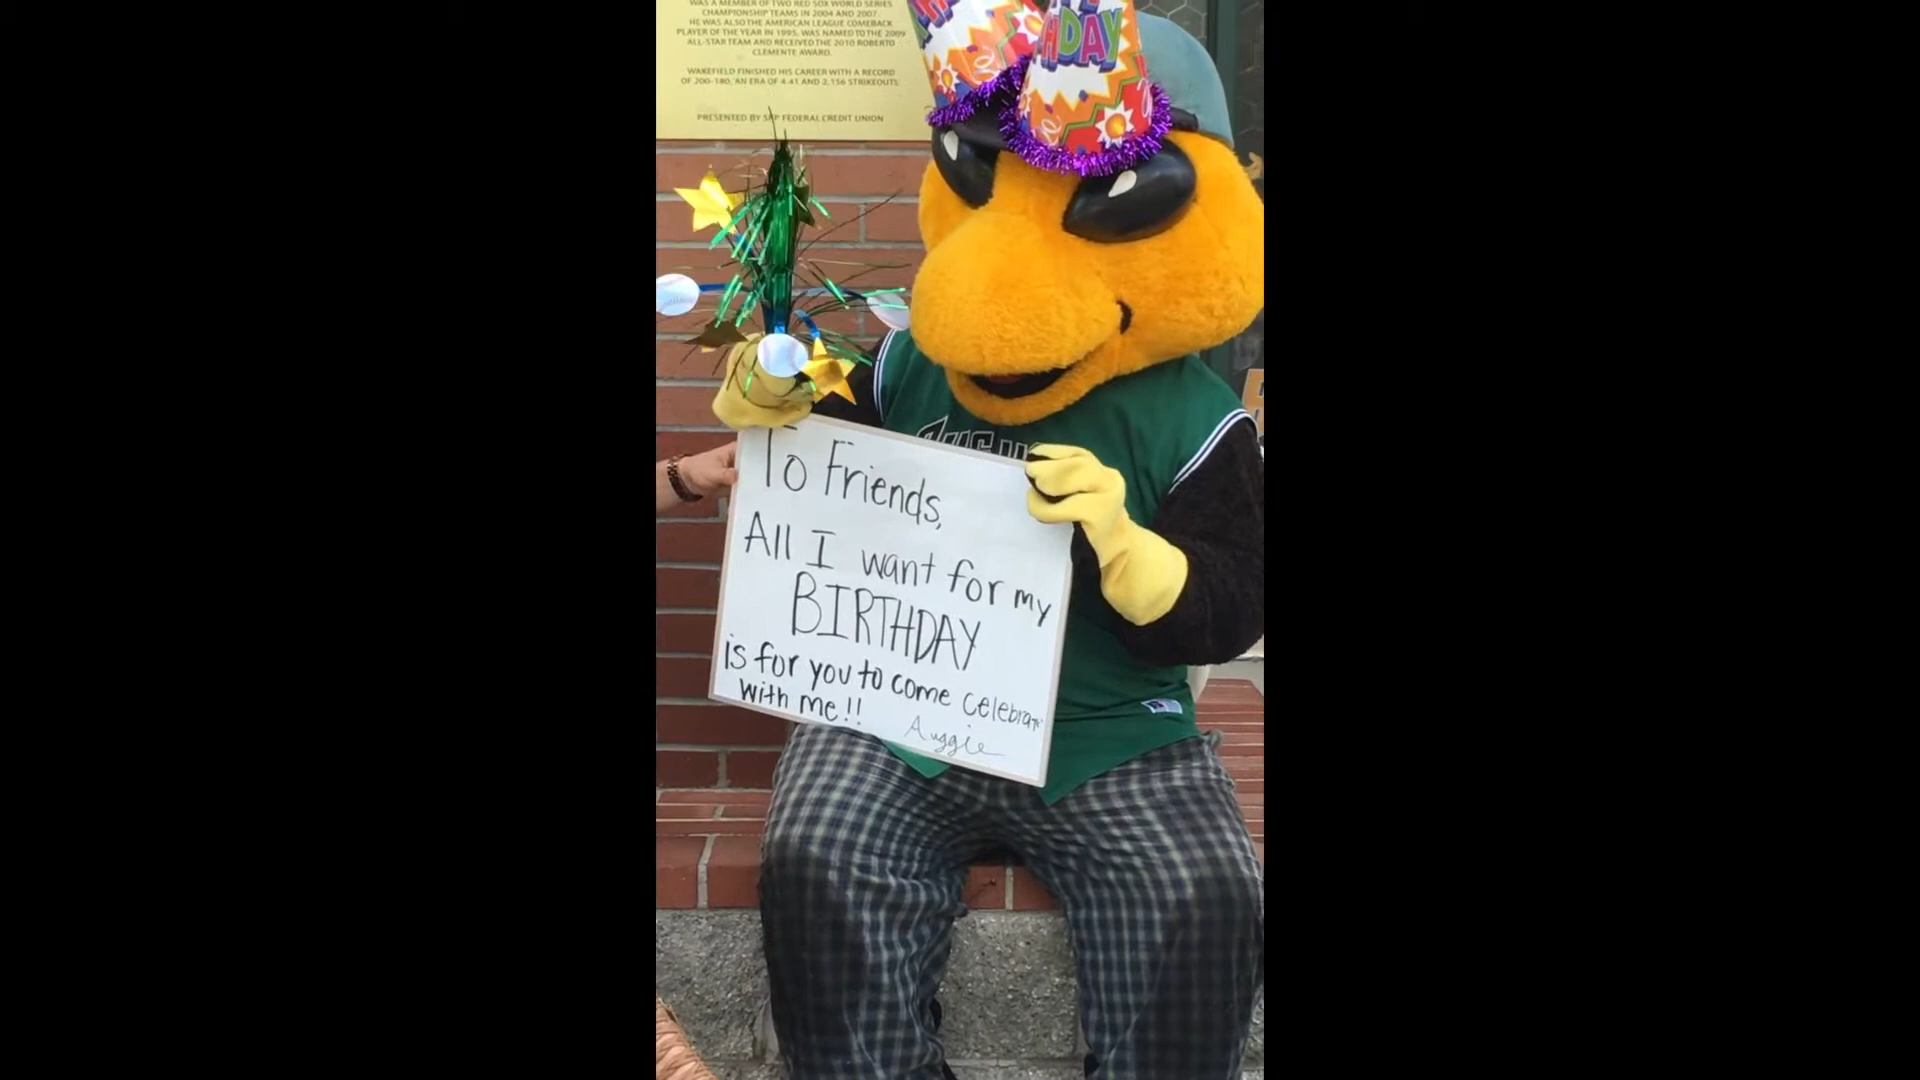 WAS A MEMBER OF TWO RED SOX WORLD SERIES
CHAMPIONSHIP TEAMS IN 2004 AND 2007.
HE WAS ALSO THE AMERICAN LEAGUE COMEBACK
PLAYER OF THE YEAR IN 1995, WAS NAMED TO THE 2009
ALL-STAR TEAM AND RECEIVED THE 2010 ROBERTO
CLEMENTE AWARD.
WAKEFIELD FINISHED HIS CAREER WITH A RECORD
OF 200-180, AN ERA OF 4.41 AND 2,156 STRIKEOUTS.
PRESENTED BY SRP FEDERAL CREDIT UNION
HDAY
To Friends,
All I want for my
BIRTHDAY
is for you to come celebrate
with me!!
Auggie